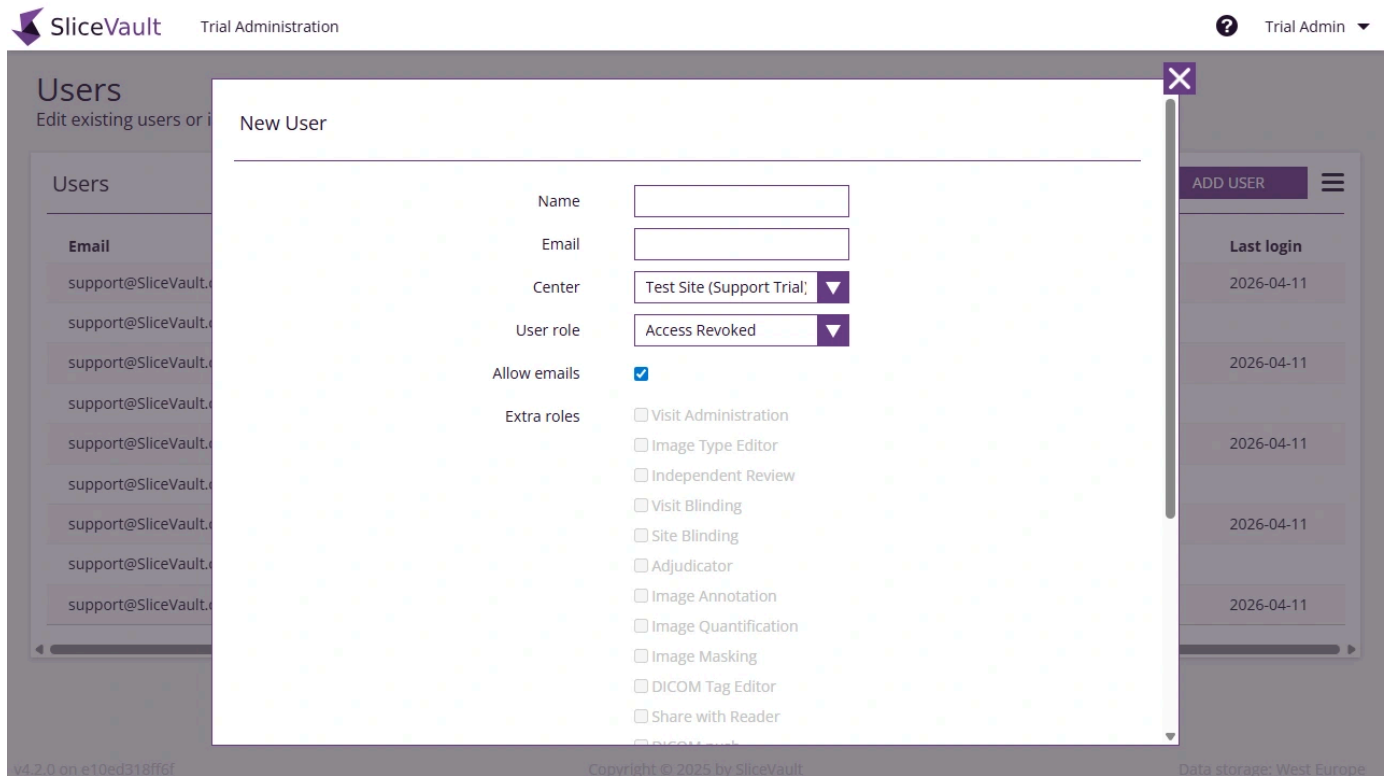 SliceVault Trial Administration ? Trial Admin
Users
Edit existing users or i
New User
Users ADD USER
Name
Email
Email Last login
support@SliceVault. 2026-04-11
Center Test Site (Support Trial)
support@SliceVault.
User role Access Revoked
support@SliceVault. 2026-04-11
Allow emails
support@SliceVault.
Extra roles Visit Administration
support@SliceVault. 2026-04-11
Image Type Editor
support@SliceVault.
Independent Review
Visit Blinding
support@SliceVault. 2026-04-11
Site Blinding
support@SliceVault.
Adjudicator
support@SliceVault. 2026-04-11
Image Annotation
Image Quantification
Image Masking
DICOM Tag Editor
Share with Reader
v4.2.0 on e10ed318ff6f Copyright © 2025 by SliceVault Data storage: West Europe